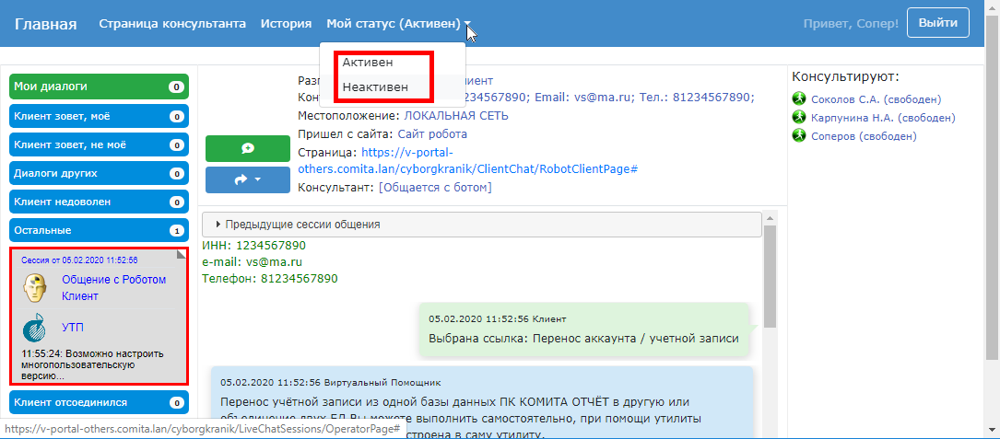 Главная Страница консультанта История Мой статус (Активен) Привет, Сопер! Выйти
Активен
Неактивен
Мои диалоги 0
Клиент зовет, моё 0
Клиент зовет, не моё 0
Диалоги других 0
Клиент недоволен 0
Остальные 1
Сессия от 05.02.2020 11:52:56
Общение с Роботом
Клиент
УТП
11:55:24: Возможно настроить
многопользовательскую
версию...
Клиент отсоединился 0
https://v-portal-others.comita.lan/cyborgkranik/LiveChatSessions/OperatorPage#
234567890; Email: vs@ma.ru; Тел.: 81234567890;
Местоположение: ЛОКАЛЬНАЯ СЕТЬ
Пришел с сайта: Сайт робота
Страница: https://v-portal-
others.comita.lan/cyborgkranik/ClientChat/RobotClientPage#
Консультант: [Общается с ботом]
Предыдущие сессии общения
ИНН: 1234567890
e-mail: vs@ma.ru
Телефон: 81234567890
05.02.2020 11:52:56 Клиент
Выбрана ссылка: Перенос аккаунта / учетной записи
05.02.2020 11:52:56 Виртуальный Помощник
Перенос учётной записи из одной базы данных ПК КОМИТА ОТЧЁТ в другую или
объединение двух БД Вы можете выполнить самостоятельно, при помощи утилиты
строена в саму утилиту.
Консультируют:
Соколов С.А. (свободен)
Карпунина Н.А. (свободен)
Соперов (свободен)